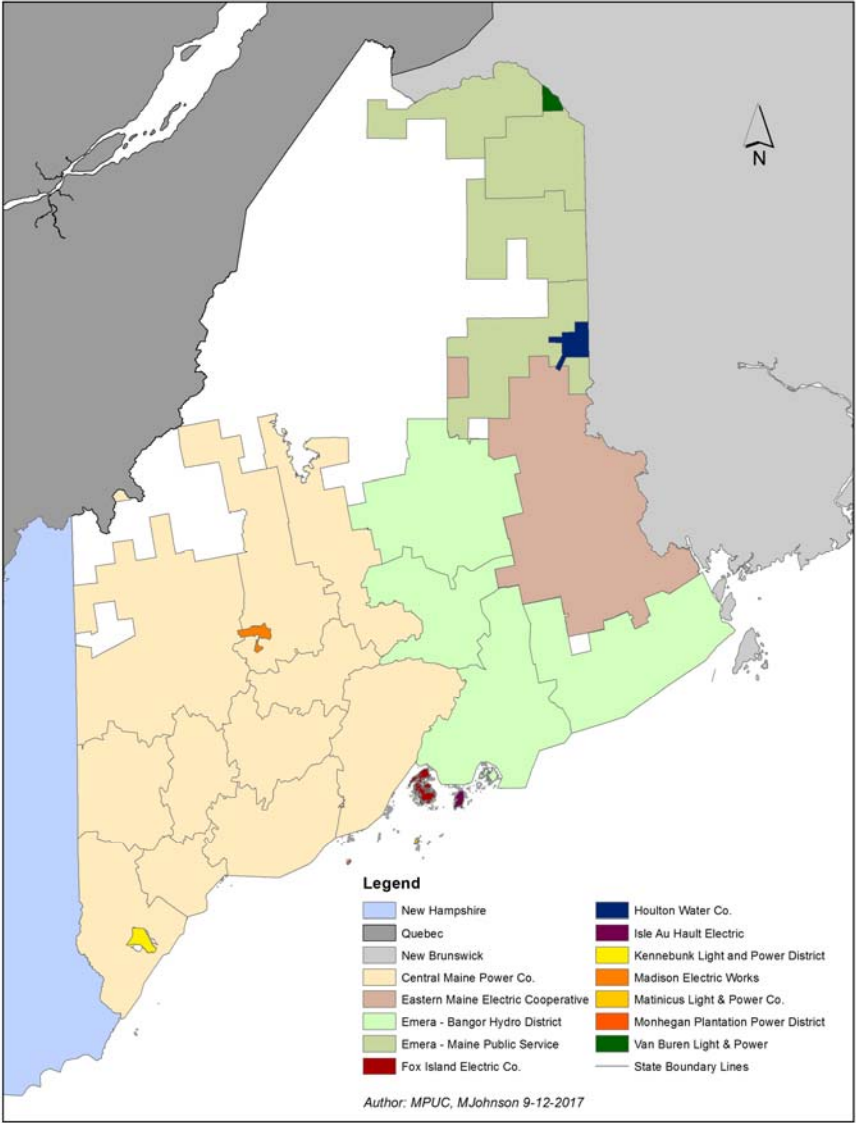 N
Legend
New Hampshire
Quebec
New Brunswick
Central Maine Power Co.
Eastern Maine Electric Cooperative
Emera - Bangor Hydro District
Emera - Maine Public Service
Fox Island Electric Co.
Houlton Water Co.
Isle Au Hault Electric
Kennebunk Light and Power District
Madison Electric Works
Matinicus Light & Power Co.
Monhegan Plantation Power District
Van Buren Light & Power
State Boundary Lines
Author: MPUC, MJohnson 9-12-2017